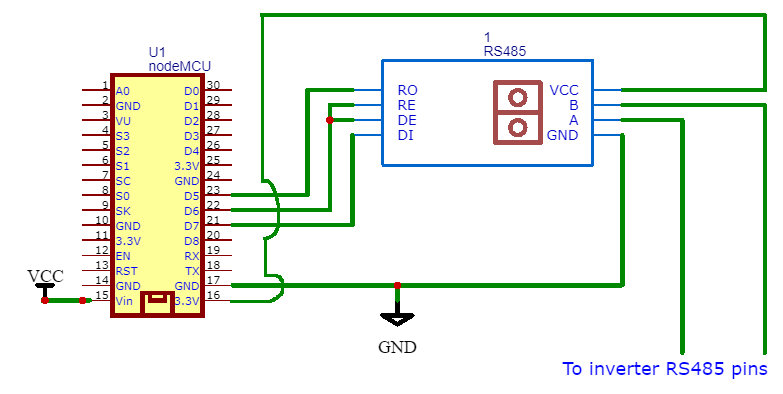 U1
nodeMCU
1 A0 D0 30
2 GND D1 29
3 VU D2 28
4 S3 D3 27
5 S2 D4 26
6 S1 3.3V 25
7 SC GND 24
8 S0 D5 23
9 SK D6 22
10 GND D7 21
11 3.3V D8 20
12 EN RX 19
13 RST TX 18
14 GND GND 17
15 Vin 3.3V 16
VCC
1
RS485
RO VCC
RE B
DE A
DI GND
GND
To inverter RS485 pins